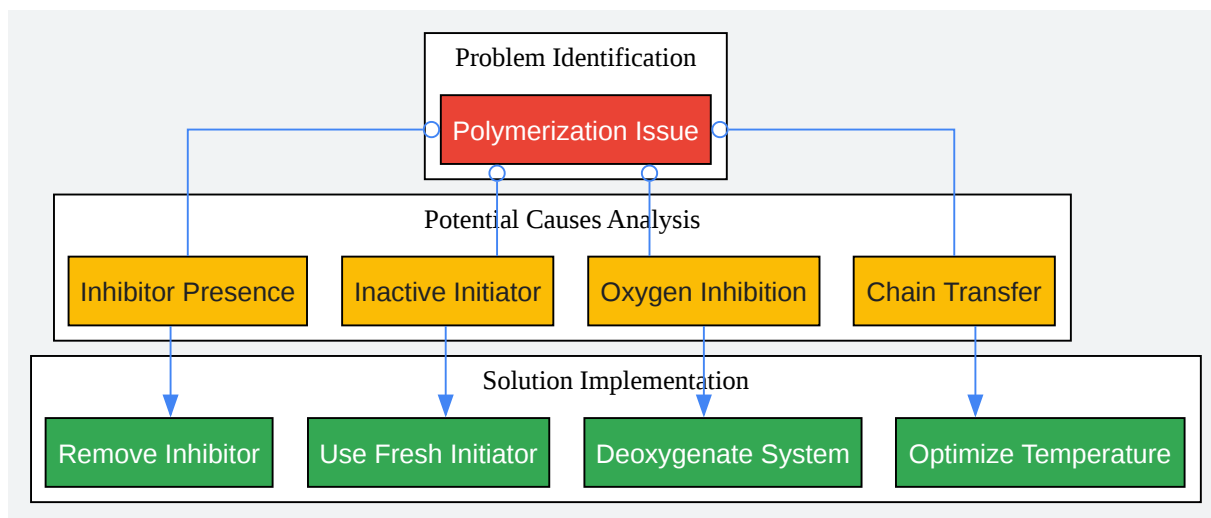 Problem Identification
Polymerization Issue
Potential Causes Analysis
Inhibitor Presence
Inactive Initiator
Oxygen Inhibition
Chain Transfer
Solution Implementation
Remove Inhibitor
Use Fresh Initiator
Deoxygenate System
Optimize Temperature